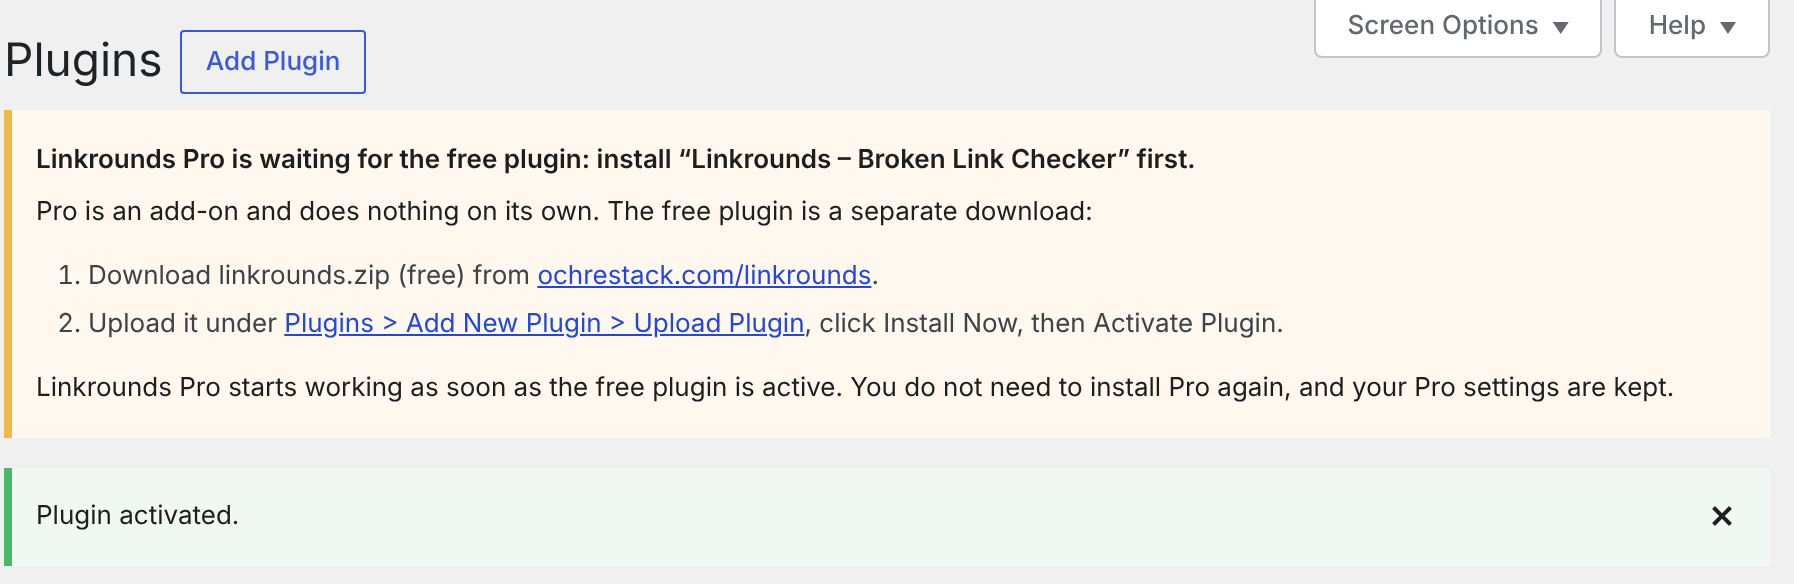 Screen Options ▼
Help ▼
Plugins
Add Plugin
Linkrounds Pro is waiting for the free plugin: install “Linkrounds – Broken Link Checker” first.
Pro is an add-on and does nothing on its own. The free plugin is a separate download:
1. Download linkrounds.zip (free) from ochrestack.com/linkrounds.
2. Upload it under Plugins > Add New Plugin > Upload Plugin, click Install Now, then Activate Plugin.
Linkrounds Pro starts working as soon as the free plugin is active. You do not need to install Pro again, and your Pro settings are kept.
Plugin activated.